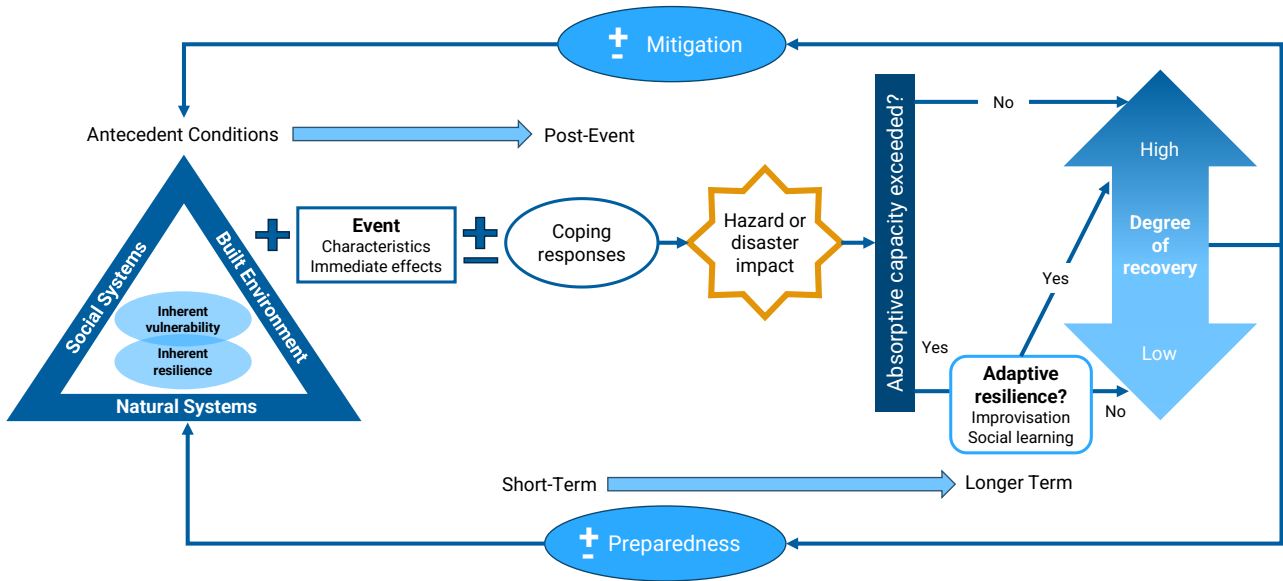 ± Mitigation
Antecedent Conditions
Post-Event
Absorptive capacity exceeded?
No
High
Degree
of
recovery
Low
Social Systems
Built Environment
Natural Systems
Inherent
vulnerability
Inherent
resilience
+
Event
Characteristics
Immediate effects
±
Coping
responses
Hazard or
disaster
impact
Yes
Yes
Adaptive
resilience?
Improvisation
Social learning
No
Short-Term
Longer Term
± Preparedness